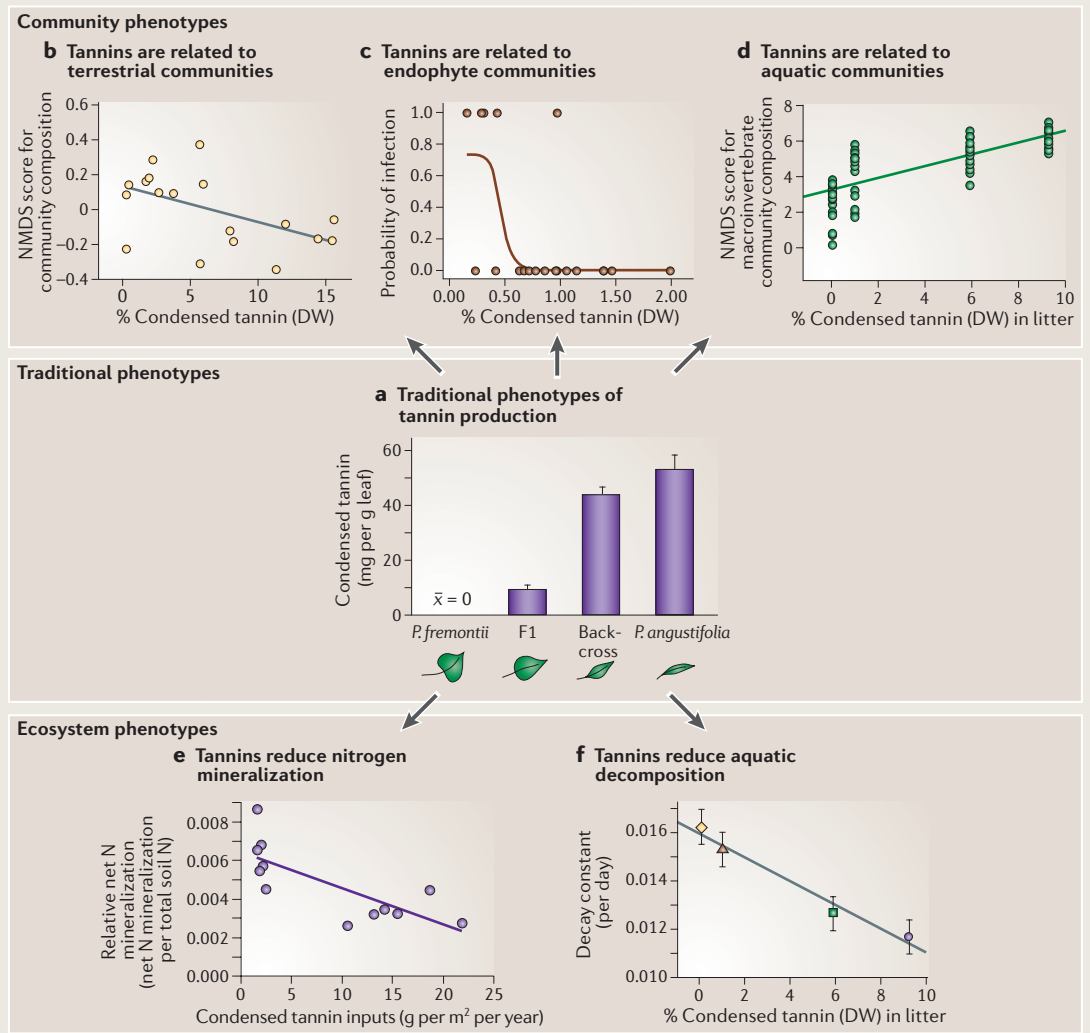 Community phenotypes
b Tannins are related to
terrestrial communities
NMDS score for
community composition
0.6
0.4
0.2
0
−0.2
−0.4
0 5 10 15
% Condensed tannin (DW)
c Tannins are related to
endophyte communities
Probability of infection
1.0
0.8
0.6
0.4
0.2
0.0
0.00 0.50 1.00 1.50 2.00
% Condensed tannin (DW)
d Tannins are related to
aquatic communities
NMDS score for
macroinvertebrate
community composition
8
6
4
2
0
0 2 4 6 8 10
% Condensed tannin (DW) in litter
Traditional phenotypes
a Traditional phenotypes of
tannin production
Condensed tannin
(mg per g leaf)
60
40
20
0
x̅ = 0
P. fremontii F1 Back-
cross P. angustifolia
Ecosystem phenotypes
e Tannins reduce nitrogen
mineralization
Relative net N
mineralization
(net N mineralization
per total soil N)
0.008
0.006
0.004
0.002
0.000
0 5 10 15 20 25
Condensed tannin inputs (g per m² per year)
f Tannins reduce aquatic
decomposition
Decay constant
(per day)
0.016
0.014
0.012
0.010
0 2 4 6 8 10
% Condensed tannin (DW) in litter